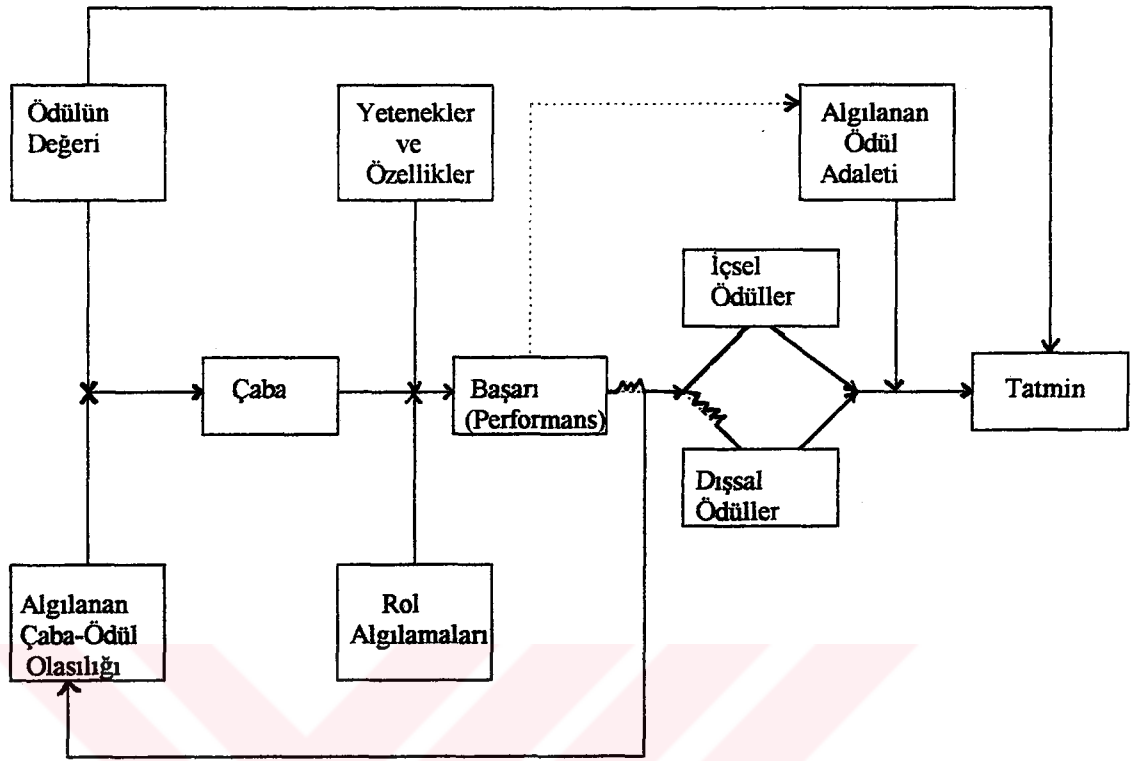 Ödülün
Değeri
Yetenekler
ve
Özellikler
Algılanan
Ödül
Adaleti
İçsel
Ödüller
Çaba
Başarı
(Performans)
Tatmin
Dışsal
Ödüller
Algılanan
Çaba-Ödül
Olasılığı
Rol
Algılamaları